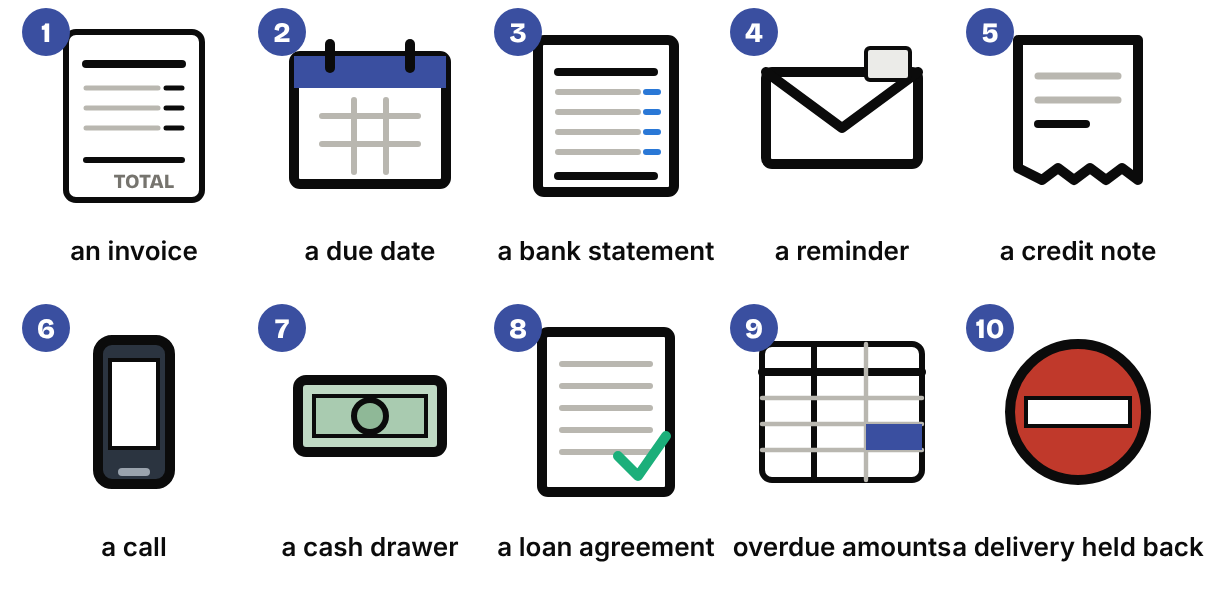 1
2
3
4
5
TOTAL
an invoice
a due date
a bank statement
a reminder
a credit note
6
7
8
9
10
a call
a cash drawer
a loan agreement
overdue amounts
a delivery held back